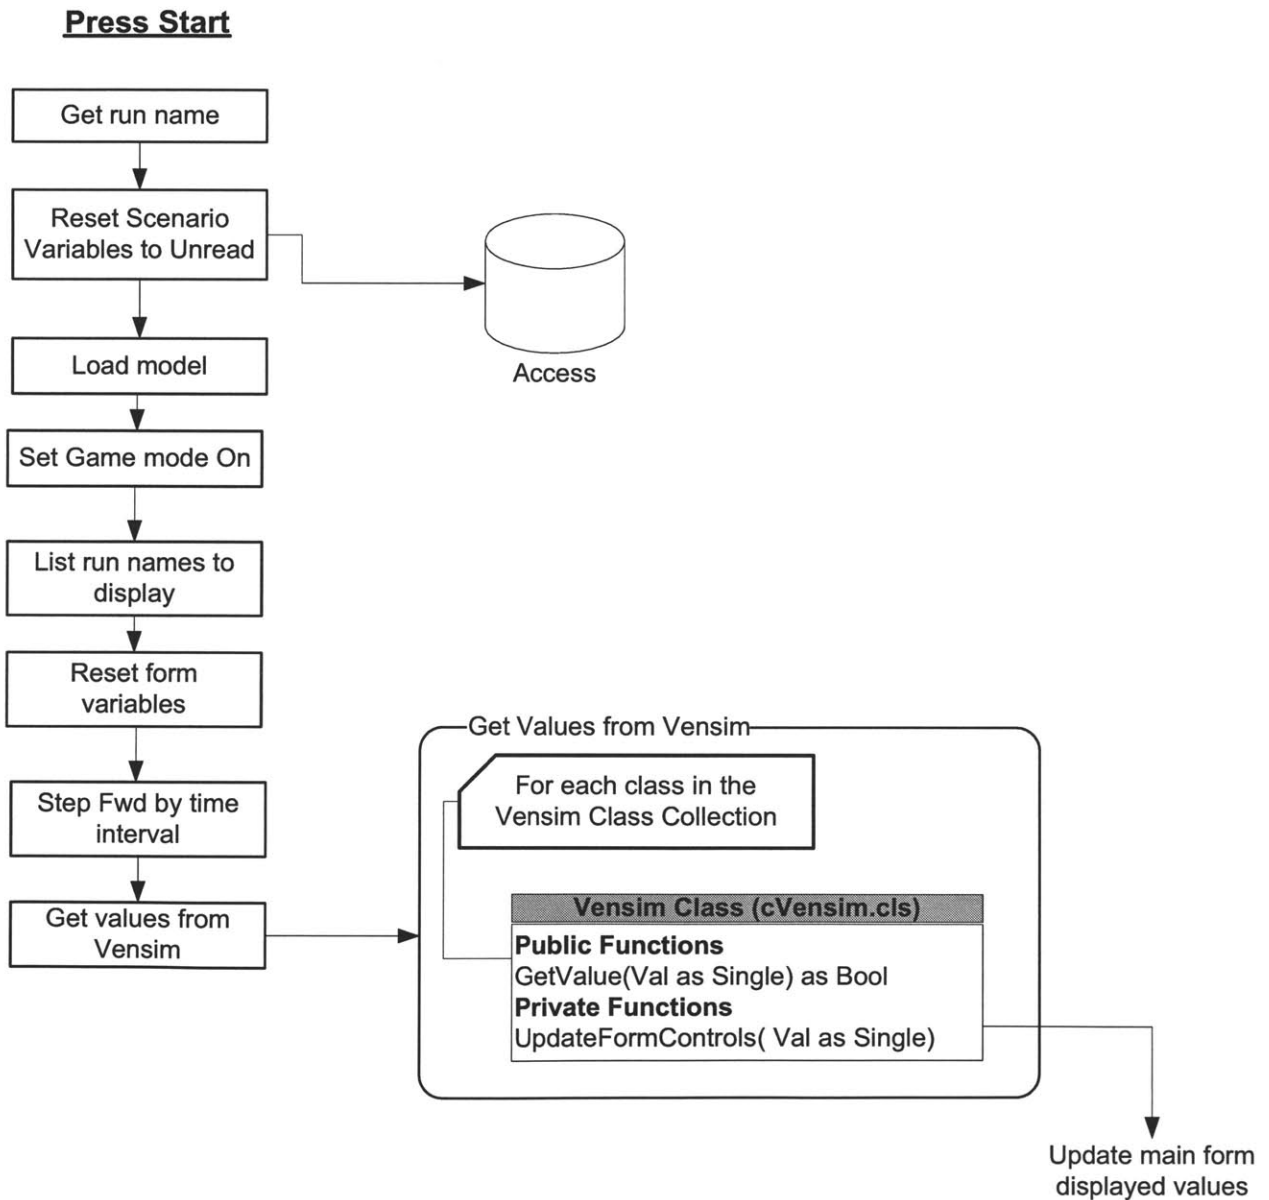 Press Start
Get run name
Reset Scenario
Variables to Unread
Access
Load model
Set Game mode On
List run names to
display
Reset form
variables
Step Fwd by time
interval
Get values from
Vensim
Get Values from Vensim
For each class in the
Vensim Class Collection
Vensim Class (cVensim.cls)
Public Functions
GetValue(Val as Single) as Bool
Private Functions
UpdateFormControls( Val as Single)
Update main form
displayed values